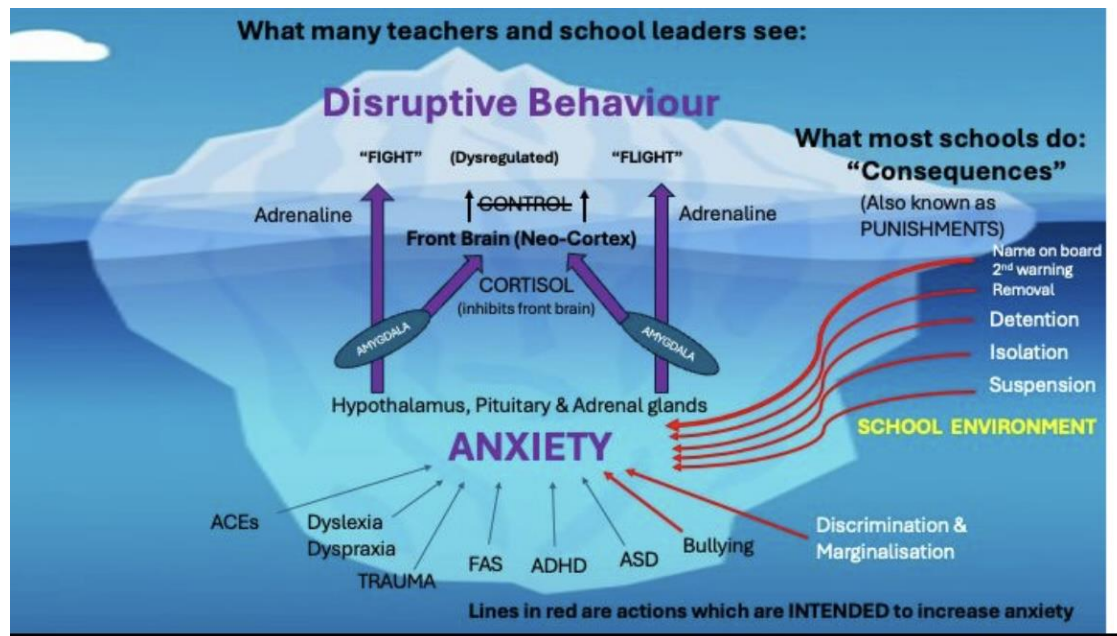 What many teachers and school leaders see:
Disruptive Behaviour
"FIGHT"
(Dysregulated)
"FLIGHT"
Adrenaline
CONTROL
Adrenaline
Front Brain (Neo-Cortex)
CORTISOL
(inhibits front brain)
AMYGDALA
AMYGDALA
Hypothalamus, Pituitary & Adrenal glands
ANXIETY
What most schools do:
"Consequences"
(Also known as
PUNISHMENTS)
Name on board
2nd warning
Removal
Detention
Isolation
Suspension
SCHOOL ENVIRONMENT
ACEs
Dyslexia
Dyspraxia
TRAUMA
FAS
ADHD
ASD
Bullying
Discrimination &
Marginalisation
Lines in red are actions which are INTENDED to increase anxiety